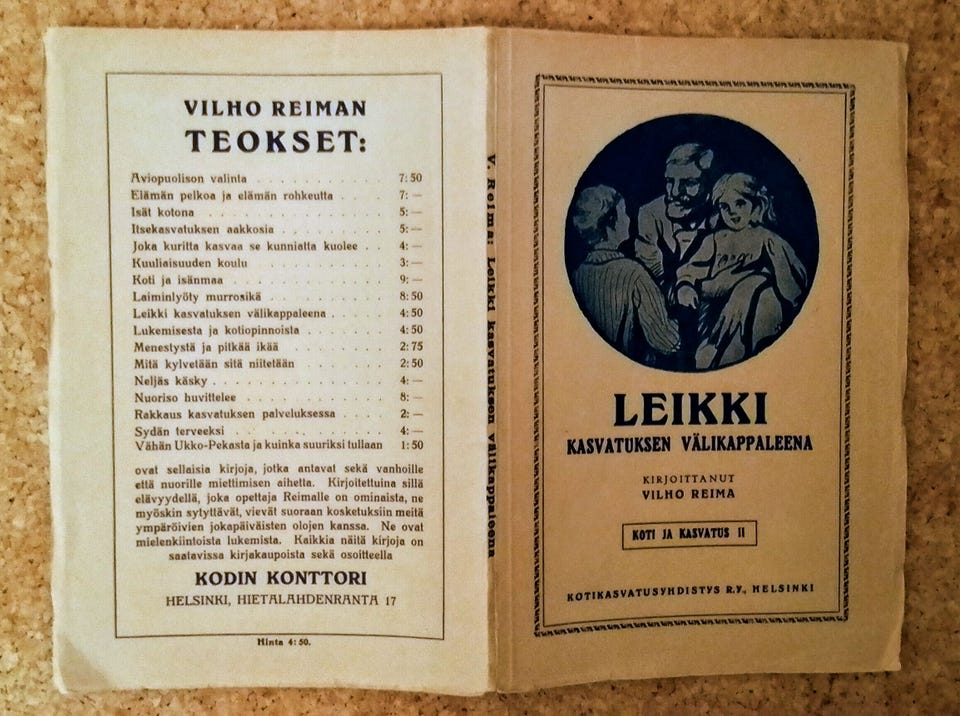 VILHO REIMAN
TEOKSET:
Aviopuolison valinta . . . . . . . . . . 7: 50
Elämän pelkoa ja elämän rohkeutta . . . . 7: —
Isät kotona . . . . . . . . . . . . . 5: —
Itsekasvatuksen aakkosia . . . . . . . . 5: —
Joka kuritta kasvaa se kunniatta kuolee . . 4: —
Kuuliaisuuden koulu . . . . . . . . . . 3: —
Koti ja isänmaa . . . . . . . . . . . 9: —
Laiminlyöty murrosikä . . . . . . . . . 8: 50
Leikki kasvatuksen välikappaleena . . . . 4: 50
Lukemisesta ja kotiopinnoista . . . . . . 4: 50
Menestystä ja pitkää ikää . . . . . . . 2: 75
Mitä kylvetään sitä niitetään . . . . . . 2: 50
Neljäs käsky . . . . . . . . . . . . . 4: —
Nuoriso huvittelee . . . . . . . . . . 8: —
Rakkaus kasvatuksen palveluksessa . . . . 2: —
Sydän terveeksi . . . . . . . . . . . 4: —
Vähän Ukko-Pekasta ja kuinka suuriksi tullaan 1: 50
ovat sellaisia kirjoja, jotka antavat sekä vanhoille
että nuorille miettimisen aihetta. Kirjoitettuina sillä
elävyydellä, joka opettaja Reimalle on ominaista, ne
myöskin sytyttävät, vievät suoraan kosketuksiin meitä
ympäröivien jokapäiväisten olojen kanssa. Ne ovat
mielenkiintoista lukemista. Kaikkia näitä kirjoja on
saatavissa kirjakaupoista sekä osoitteella
KODIN KONTTORI
HELSINKI, HIETALAHDENRANTA 17
Hinta 4: 50.
V. Reima: Leikki kasvatuksen välikappaleena
LEIKKI
KASVATUKSEN VÄLIKAPPALEENA
KIRJOITTANUT
VILHO REIMA
KOTI JA KASVATUS II
KOTIKASVATUSYHDISTYS R.Y., HELSINKI